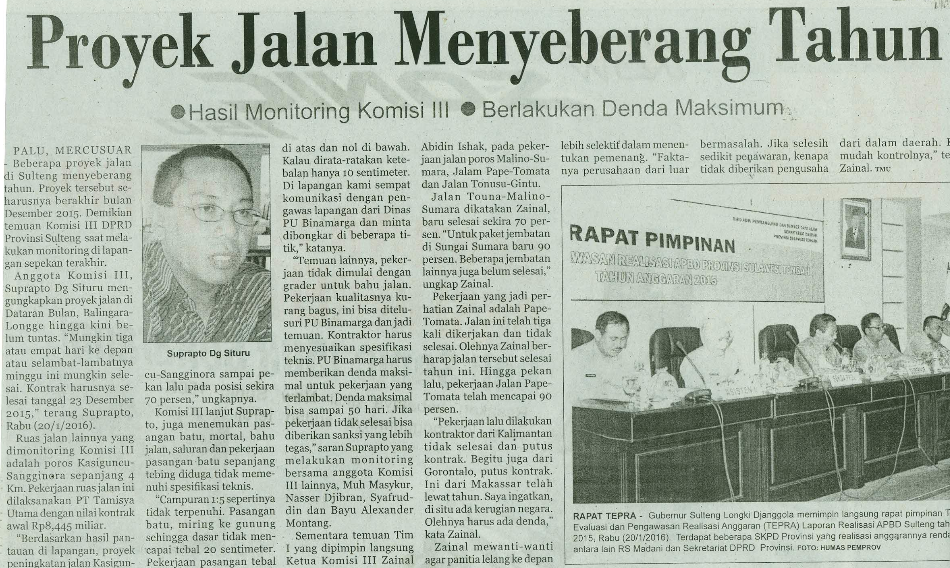 Proyek Jalan Menyeberang Tahun
●Hasil Monitoring Komisi III ● Berlakukan Denda Maksimum
PALU, MERCUSUAR
- Beberapa proyek jalan
di Sulteng menyeberang
tahun. Proyek tersebut se-
harusnya berakhir bulan
Desember 2015. Demikian
temuan Komisi III DPRD
Provinsi Sulteng saat mela-
kukan monitoring di lapan-
gan sepekan terakhir.
Anggota Komisi III,
Suprapto Dg Situru men-
gungkapkan proyek jalan di
Dataran Bulan, Balingara-
Longge hingga kini be-
lum tuntas. “Mungkin tiga
atau empat hari ke depan
atau selambat-lambatnya
minggu ini mungkin sele-
sai. Kontrak harusnya se-
lesai tanggal 23 Desember
2015,” terang Suprapto,
Rabu (20/1/2016).
Ruas jalan lainnya yang
dimonitoring Komisi III
adalah poros Kasiguncu-
Sangginora sepanjang 4
Km. Pekerjaan ruas jalan ini
dilaksanakan PT Tamisya
Utama dengan nilai kontrak
awal Rp8,445 miliar.
“Berdasarkan hasil pan-
tauan di lapangan, proyek
peningkatan jalan Kasigun-
Suprapto Dg Situru
cu-Sangginora sampai pe-
kan lalu pada posisi sekira
70 persen,” ungkapnya.
Komisi III lanjut Suprap-
to, juga menemukan pas-
angan batu, mortal, bahu
jalan, saluran dan pekerjaan
pasangan batu sepanjang
tebing diduga tidak meme-
nuhi spesifikasi teknis.
“Campuran 1:5 sepertinya
tidak terpenuhi. Pasangan
batu, miring ke gunung
sehingga dasar tidak men-
capai tebal 20 sentimeter.
Pekerjaan pasangan tebal
di atas dan nol di bawah.
Kalau dirata-ratakan kete-
balan hanya 10 sentimeter.
Di lapangan kami sempat
komunikasi dengan pen-
gawas lapangan dari Dinas
PU Binamarga dan minta
dibongkar di beberapa ti-
tik,” katanya.
“Temuan lainnya, peker-
jaan tidak dimulai dengan
grader untuk bahu jalan.
Pekerjaan kualitasnya ku-
rang bagus, ini bisa ditelu-
suri PU Binamarga dan jadi
temuan. Kontraktor harus
menyesuaikan spesifikasi
teknis. PU Binamarga harus
memberikan denda maksi-
mal untuk pekerjaan yang
terlambat. Denda maksimal
bisa sampai 50 hari. Jika
pekerjaan tidak selesai bisa
diberikan sanksi yang lebih
tegas,” saran Suprapto yang
melakukan monitoring
bersama anggota Komisi
III lainnya, Muh Masykur,
Nasser Djibran, Syafrud-
din dan Bayu Alexander
Montang.
Sementara temuan Tim
I yang dipimpin langsung
Ketua Komisi III Zainal
Abidin Ishak, pada peker-
jaan jalan poros Malino-Su-
mara, Jalam Pape-Tomata
dan Jalan Tonusu-Gintu.
Jalan Touna-Malino-
Sumara dikatakan Zainal,
baru selesai sekira 70 per-
sen. “Untuk paket jembatan
di Sungai Sumara baru 90
persen. Beberapa jembatan
lainnya juga belum selesai,”
ungkap Zainal.
Pekerjaan yang jadi per-
hatian Zainal adalah Pape-
Tomata. Jalan ini telah tiga
kali dikerjakan dan tidak
selesai. Olehnya Zainal ber-
harap jalan tersebut selesai
tahun ini. Hingga pekan
lalu, pekerjaan Jalan Pape-
Tomata telah mencapai 90
persen.
“Pekerjaan lalu dilakukan
kontraktor dari Kalimantan
tidak selesai dan putus
kontrak. Begitu juga dari
Gorontalo, putus kontrak.
Ini dari Makassar telah
lewat tahun. Saya ingatkan,
di situ ada kerugian negara.
Olehnya harus ada denda,”
kata Zainal.
Zainal mewanti-wanti
agar panitia lelang ke depan
lebih selektif dalam menen-
tukan pemenang. “Fakta-
nya perusahaan dari luar
bermasalah. Jika selesih
sedikit penawaran, kenapa
tidak diberikan pengusaha
dari dalam daerah.
mudah kontrolnya,”
Zainal. TMC
RAPAT PIMPINAN
WASAN REALISASI APBD PROVINSI SULAWESI
TAHUN ANGGARAN 2015
RAPAT TEPRA - Gubernur Sulteng Longki Djanggola memimpin langsung rapat pimpinan
Evaluasi dan Pengawasan Realisasi Anggaran (TEPRA) Laporan Realisasi APBD Sulteng
2015, Rabu (20/1/2016). Terdapat beberapa SKPD Provinsi yang realisasi anggarannya
antara lain RS Madani dan Sekretariat DPRD Provinsi. FOTO: HUMAS PEMPROV